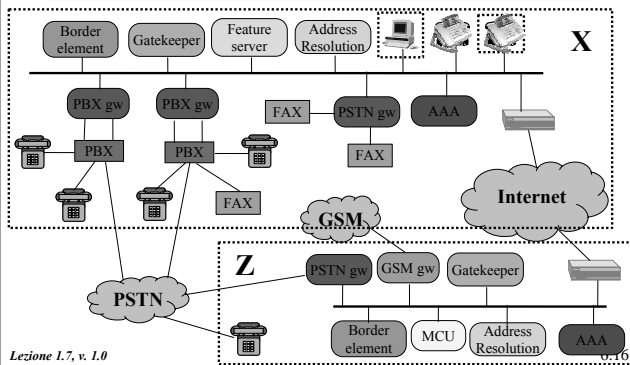 Border
element
Gatekeeper
Feature
server
Address
Resolution
X
PBX gw
PBX gw
FAX
PSTN gw
AAA
PBX
PBX
FAX
FAX
Internet
GSM
Z
PSTN gw
GSM gw
Gatekeeper
PSTN
Border
element
MCU
Address
Resolution
AAA
Lezione 1.7, v. 1.0
6.16